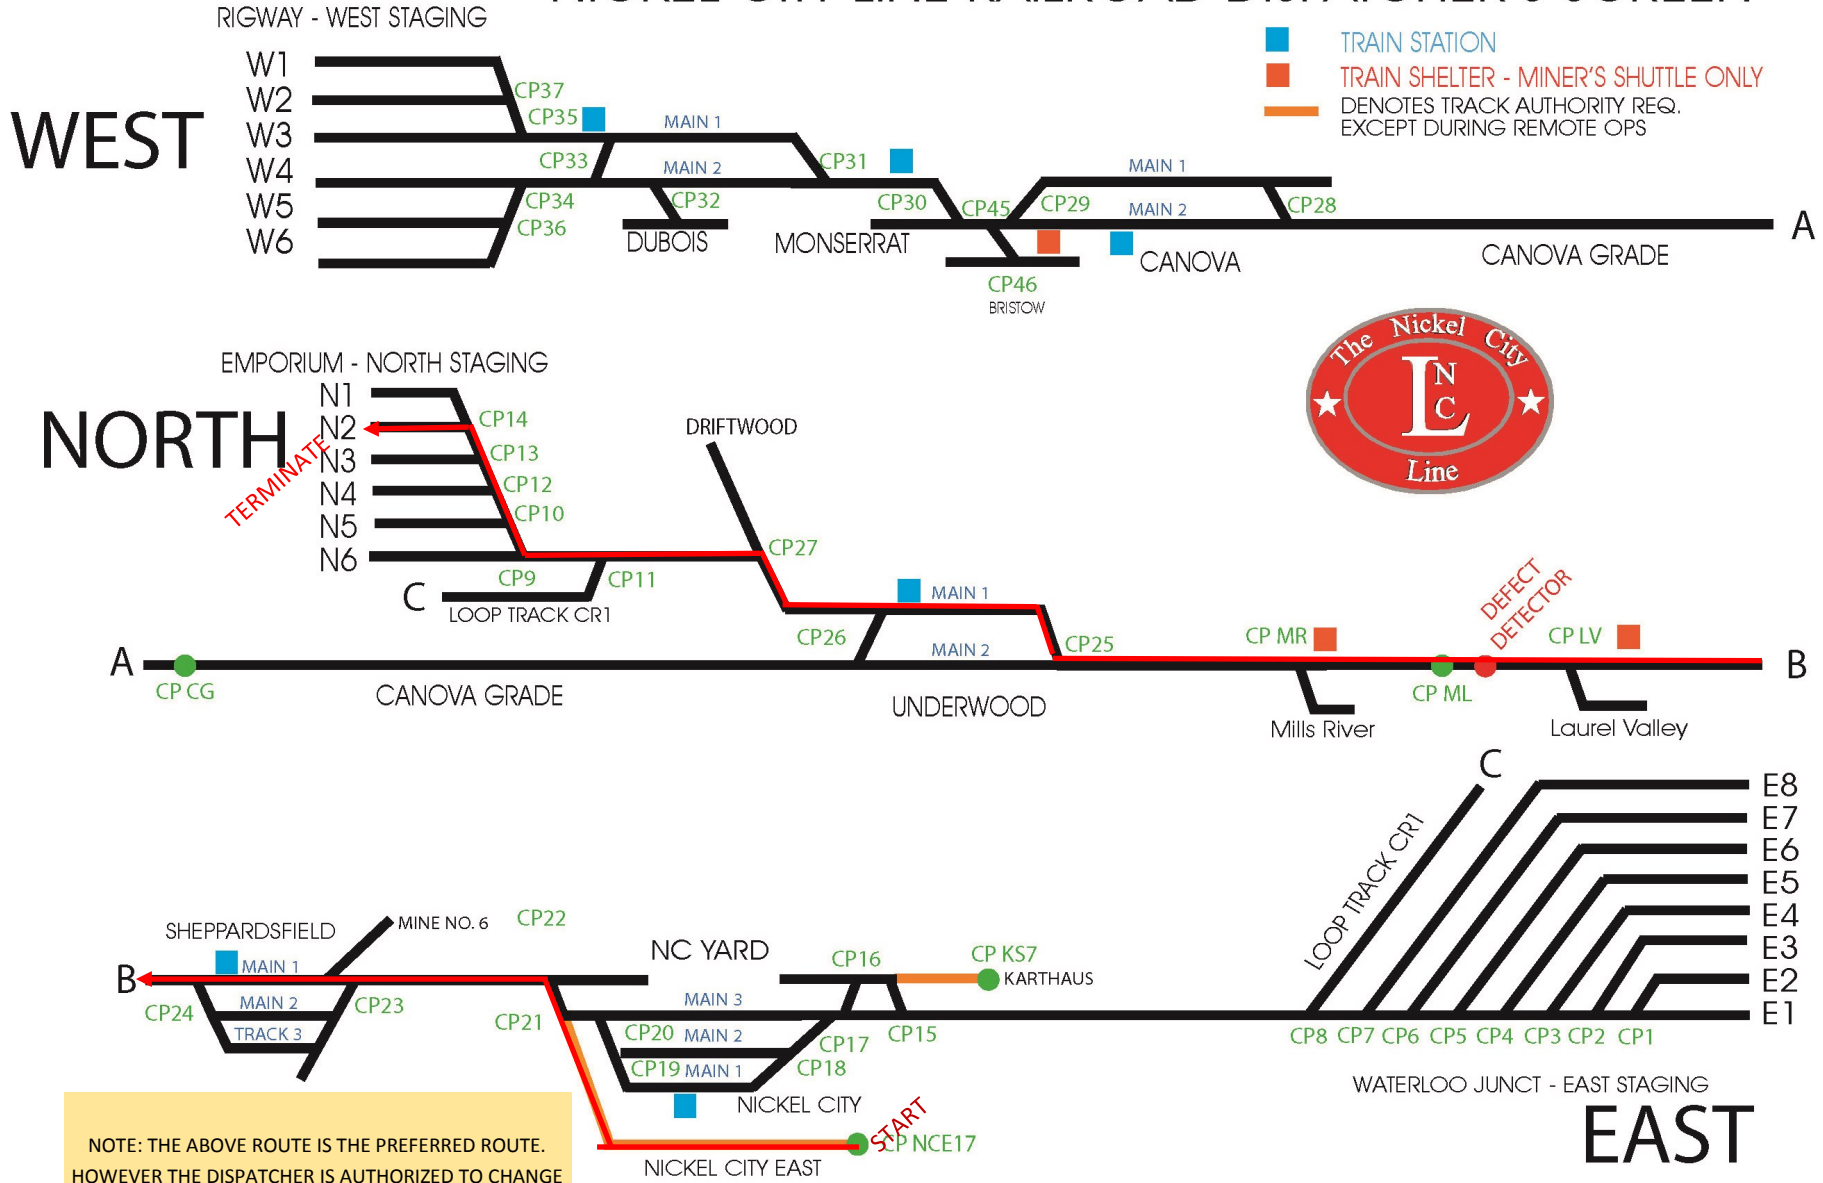 RIGWAY - WEST STAGING
TRAIN STATION
TRAIN SHELTER - MINER'S SHUTTLE ONLY
DENOTES TRACK AUTHORITY REQ.
EXCEPT DURING REMOTE OPS
WEST
W1
W2
W3
W4
W5
W6
CP37
CP35
CP33
CP34
CP36
MAIN 1
MAIN 2
CP32
DUBOIS
CP31
CP30
MONSERRAT
CP45
CP46
BRISTOW
CP29
MAIN 1
MAIN 2
CP28
CANOVA
CANOVA GRADE
A
The Nickel City
L N C
Line
EMPORIUM - NORTH STAGING
NORTH
TERMINATE
N1
N2
N3
N4
N5
N6
CP14
CP13
CP12
CP10
CP9
CP11
C
LOOP TRACK CR1
DRIFTWOOD
CP27
MAIN 1
CP26
MAIN 2
CP25
CP MR
DEFECT
DETECTOR
CP LV
A
CP CG
CANOVA GRADE
UNDERWOOD
Mills River
CP ML
Laurel Valley
B
C
LOOP TRACK CR1
E8
E7
E6
E5
E4
E3
E2
E1
SHEPPARDSFIELD
MINE NO. 6
CP22
B
MAIN 1
CP24
MAIN 2
TRACK 3
CP23
NC YARD
CP16
CP KS7
KARTHAUS
CP21
MAIN 3
CP20
MAIN 2
CP19
MAIN 1
CP17
CP18
CP15
NICKEL CITY
START
CP NCE17
NICKEL CITY EAST
CP8 CP7 CP6 CP5 CP4 CP3 CP2 CP1
WATERLOO JUNCT - EAST STAGING
EAST
NOTE: THE ABOVE ROUTE IS THE PREFERRED ROUTE.
HOWEVER THE DISPATCHER IS AUTHORIZED TO CHANGE